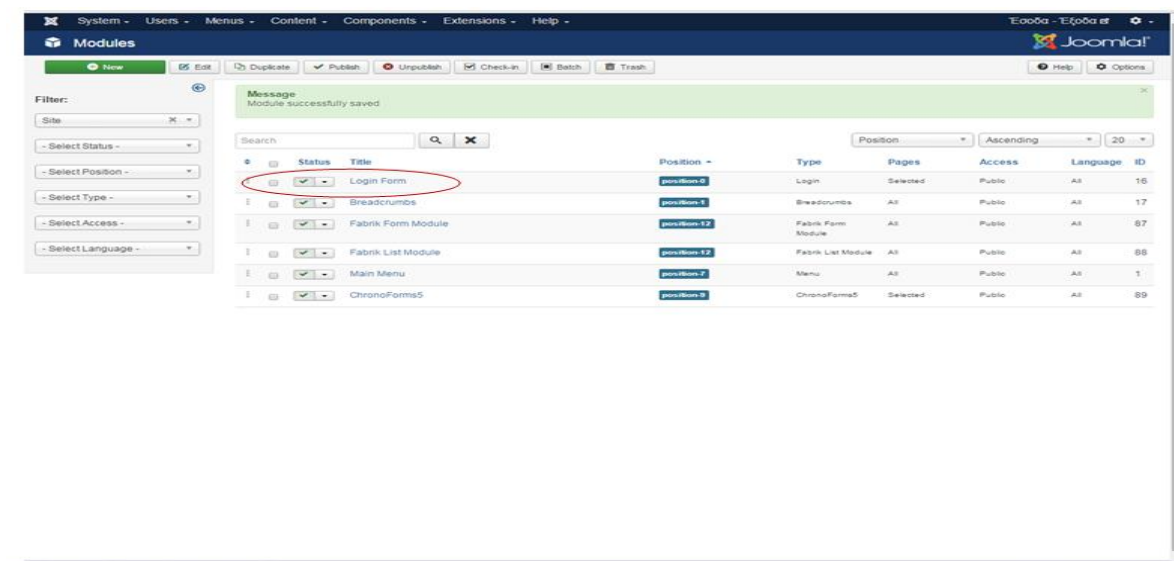 System Users Menus Content Components Extensions Help Έσοδα - Έξοδα
Modules Joomla!
New Edit Duplicate Publish Unpublish Check-in Batch Trash Help Options
Filter:
Site
- Select Status -
- Select Position -
- Select Type -
- Select Access -
- Select Language -
Message
Module successfully saved
Search Position Ascending 20
Status Title Position Type Pages Access Language ID
Login Form position-0 Login Selected Public All 16
Breadcrumbs position-1 Breadcrumbs All Public All 17
Fabrik Form Module position-12 Fabrik Form Module All Public All 87
Fabrik List Module position-12 Fabrik List Module All Public All 88
Main Menu position-7 Menu All Public All 1
ChronoForms5 position-9 ChronoForms5 Selected Public All 89